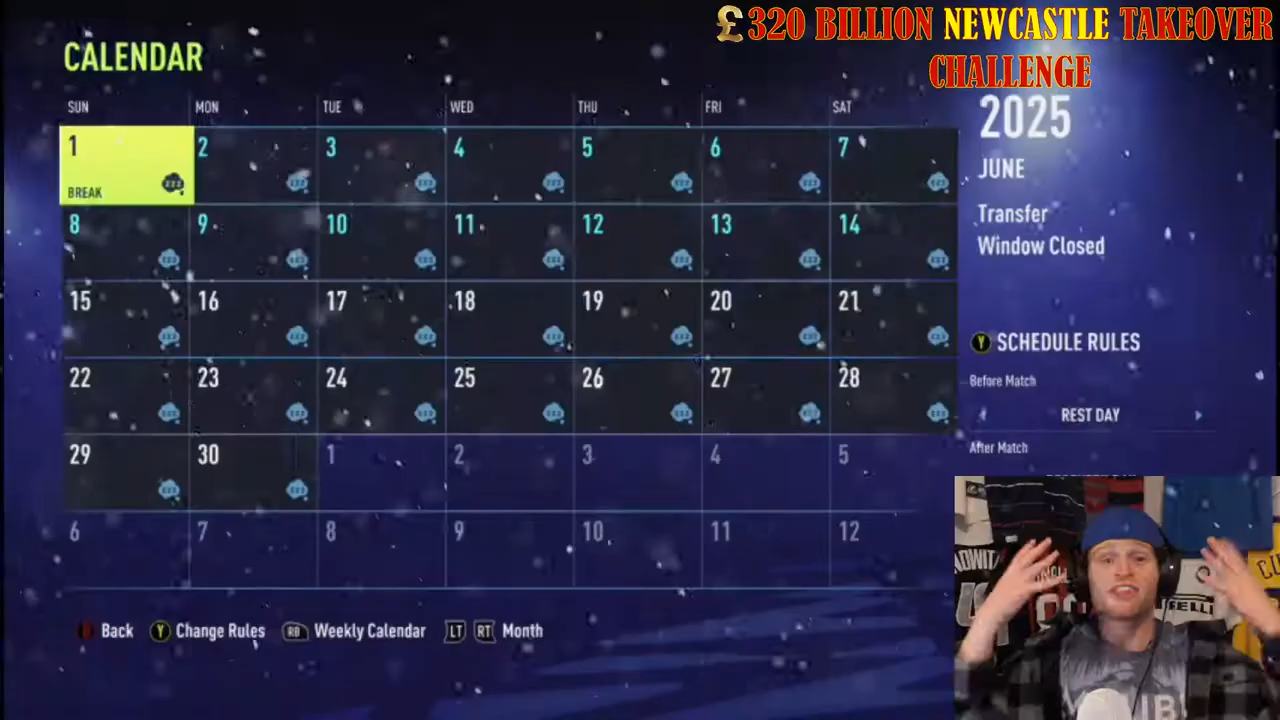 £320 BILLION NEWCASTLE TAKEOVER
CHALLENGE
CALENDAR
SUN MON TUE WED THU FRI SAT
1 2 3 4 5 6 7
BREAK
8 9 10 11 12 13 14
15 16 17 18 19 20 21
22 23 24 25 26 27 28
29 30 1 2 3 4 5
6 7 8 9 10 11 12
2025
JUNE
Transfer
Window Closed
Y SCHEDULE RULES
Before Match
REST DAY
After Match
Back Y Change Rules RB Weekly Calendar LT RT Month